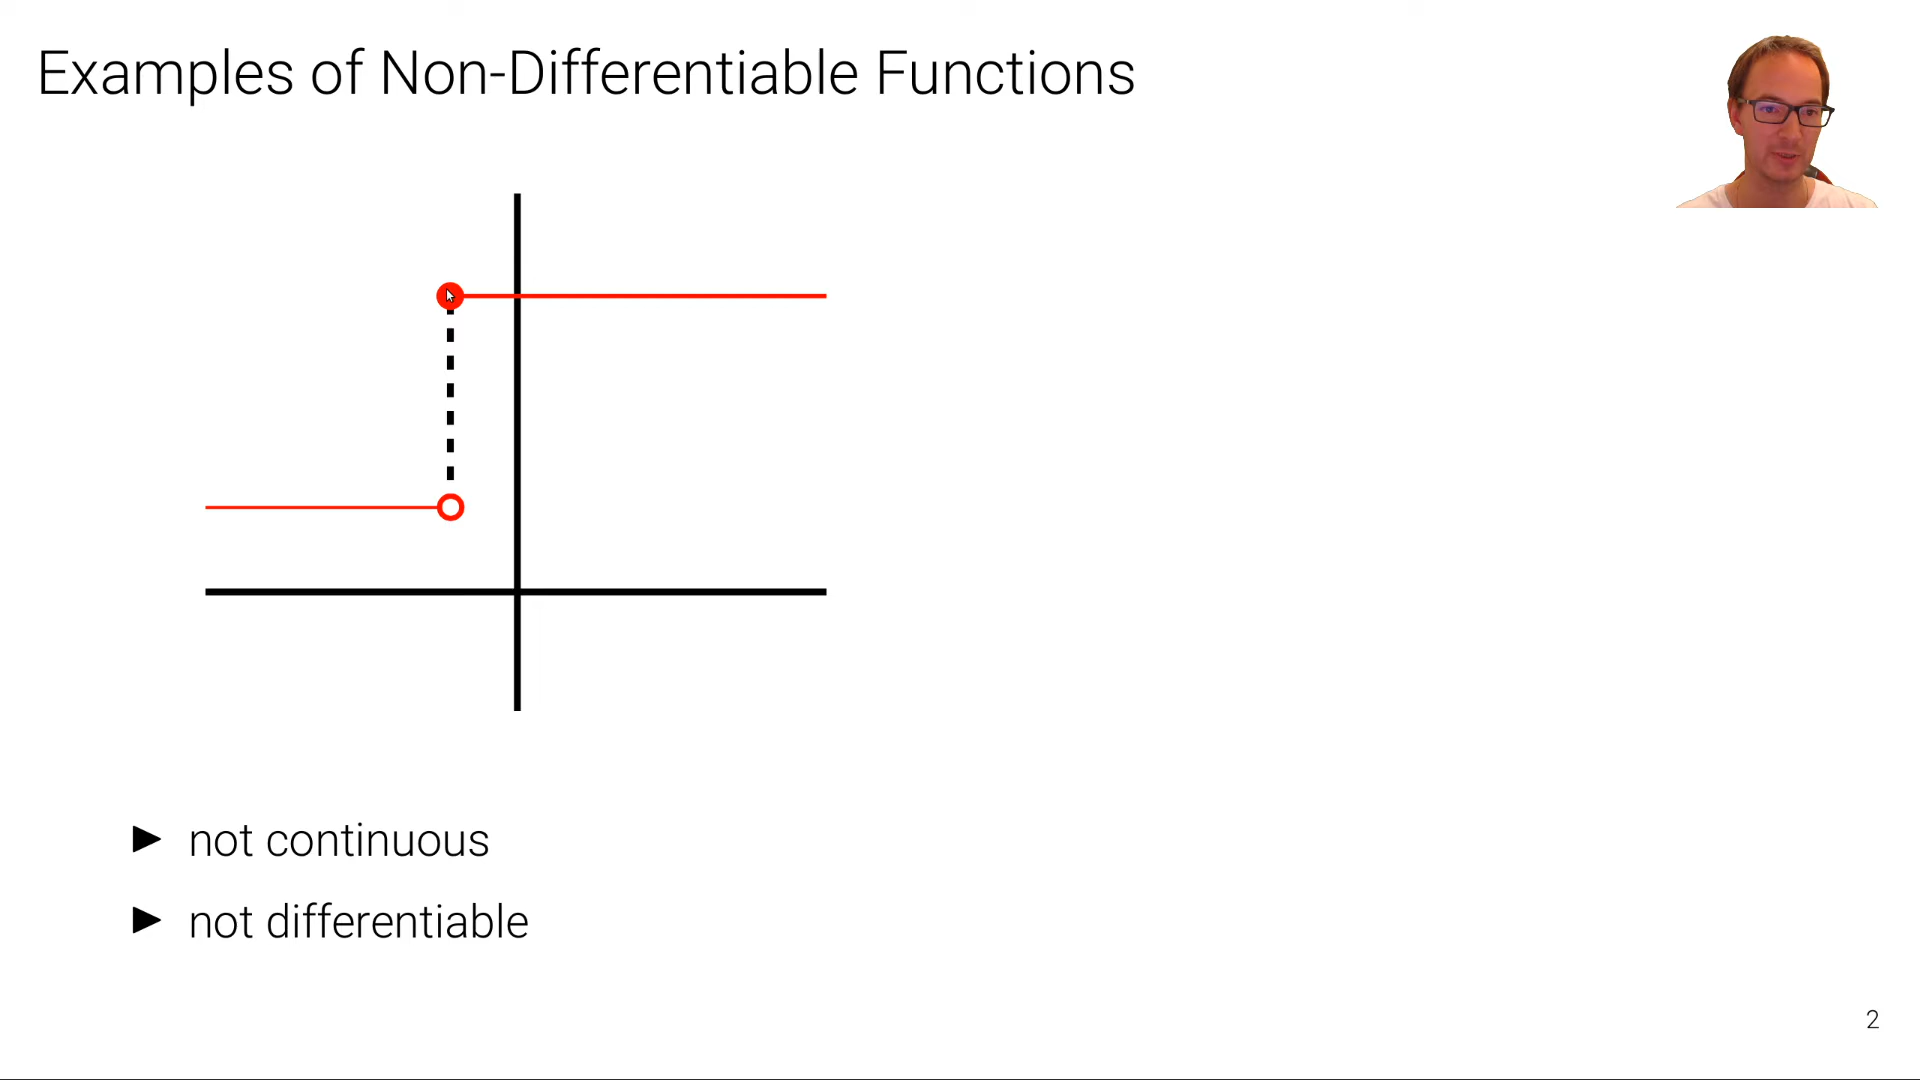 Examples of Non-Differentiable Functions
not continuous
not differentiable
2